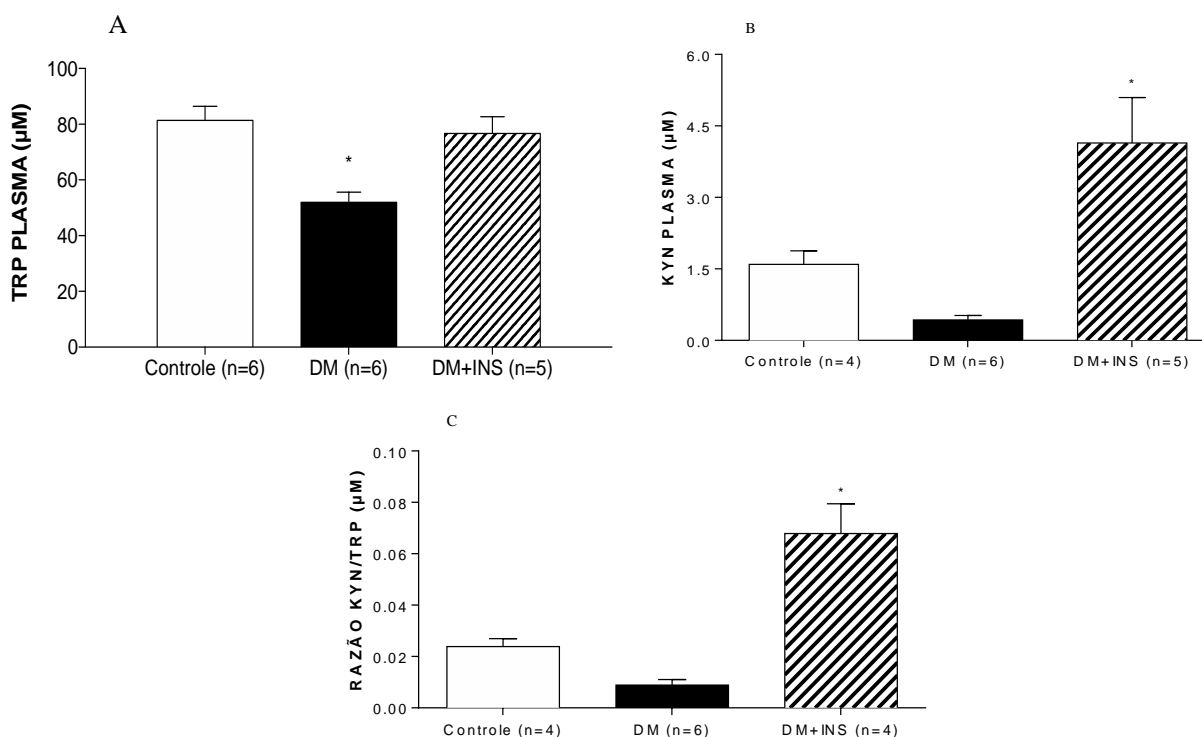 A
TRP PLASMA (µM)
100
80
60
40
20
0
*
Controle (n=6) DM (n=6) DM+INS (n=5)
B
KYN PLASMA (µM)
6.0
4.5
3.0
1.5
0.0
*
Controle (n=4) DM (n=6) DM+INS (n=5)
C
RAZÃO KYN/TRP (µM)
0.10
0.08
0.06
0.04
0.02
0.00
*
Controle (n=4) DM (n=6) DM+INS (n=4)